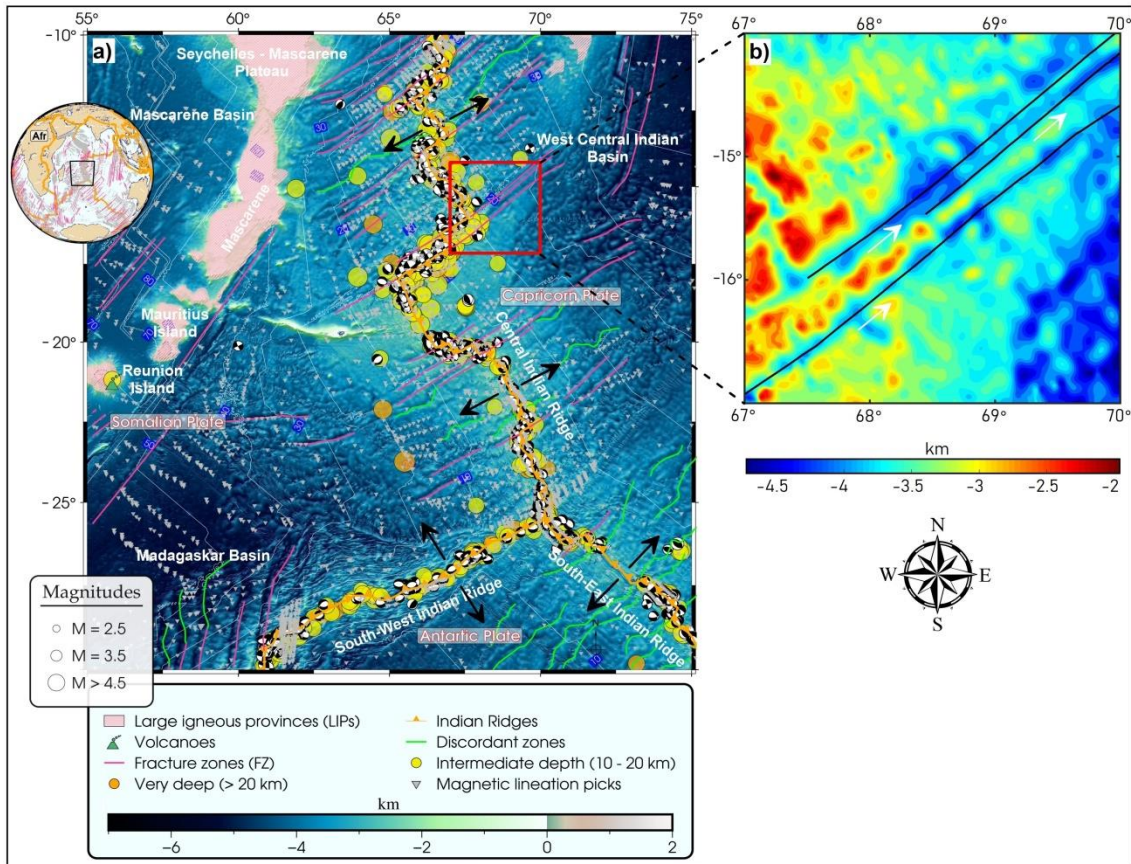 55° 60° 65° 70° 75°
-10°
a)
Seychelles - Mascarene
Plateau
Mascarene Basin
Afr
West Central Indian
Basin
Mascarene
Capricorn Plate
Mauritius
Island
-20°
Central Indian Ridge
Reunion
Island
Somalian Plate
-25°
Madagaskar Basin
South-West Indian Ridge
South-East Indian Ridge
Antartic Plate
Magnitudes
M = 2.5
M = 3.5
M > 4.5
Large igneous provinces (LIPs)
Volcanoes
Fracture zones (FZ)
Very deep (> 20 km)
Indian Ridges
Discordant zones
Intermediate depth (10 - 20 km)
Magnetic lineation picks
km
-6 -4 -2 0 2
67° 68° 69° 70°
b)
-15°
-16°
67° 68° 69° 70°
km
-4.5 -4 -3.5 -3 -2.5 -2
N
W E
S